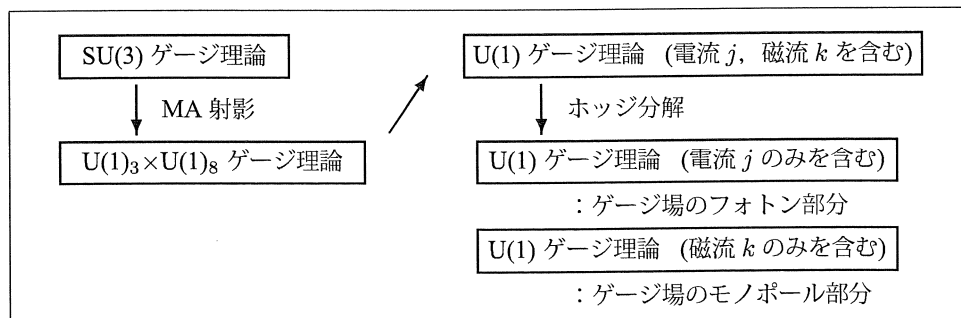 SU(3) ゲージ理論
MA 射影
U(1)₃×U(1)₈ ゲージ理論
U(1) ゲージ理論 (電流 j, 磁流 k を含む)
ホッジ分解
U(1) ゲージ理論 (電流 j のみを含む)
:ゲージ場のフォトン部分
U(1) ゲージ理論 (磁流 k のみを含む)
:ゲージ場のモノポール部分